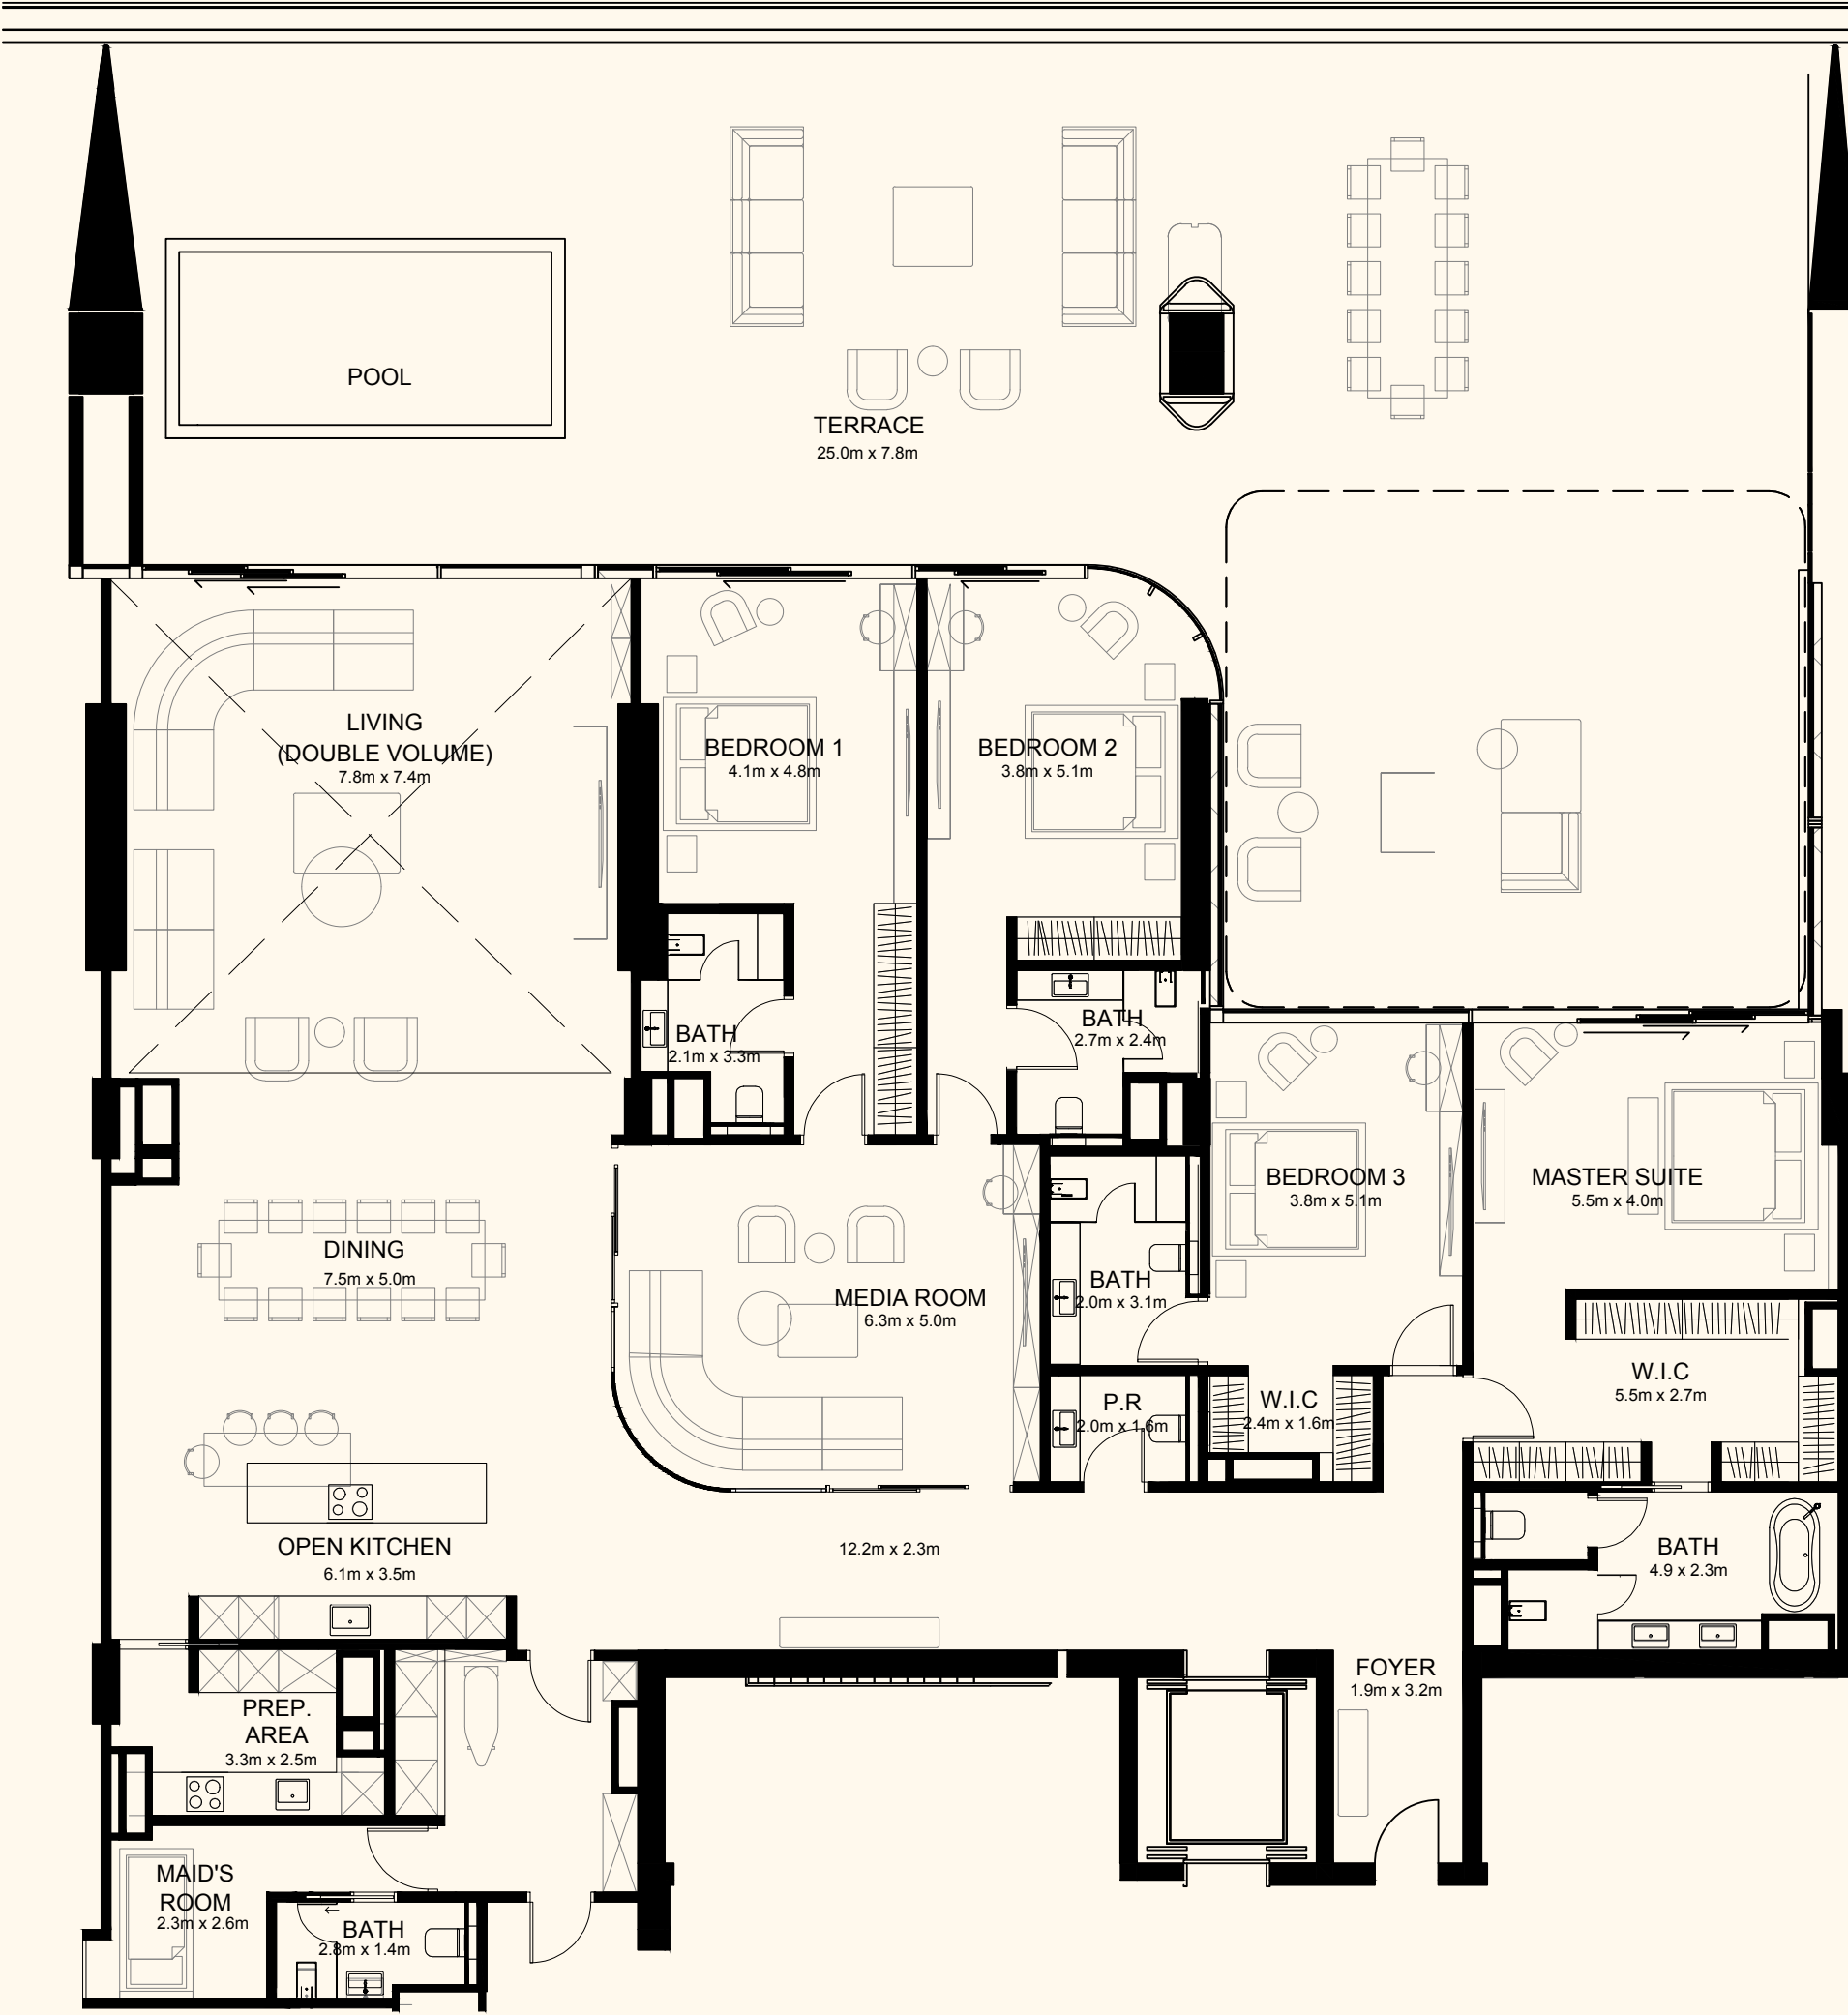 POOL
TERRACE
25.0m x 7.8m
LIVING
(DOUBLE VOLUME)
7.8m x 7.4m
BEDROOM 1
4.1m x 4.8m
BEDROOM 2
3.8m x 5.1m
BATH
2.1m x 3.3m
BATH
2.7m x 2.4m
BEDROOM 3
3.8m x 5.1m
MASTER SUITE
5.5m x 4.0m
DINING
7.5m x 5.0m
MEDIA ROOM
6.3m x 5.0m
BATH
2.0m x 3.1m
P.R
2.0m x 1.6m
W.I.C
2.4m x 1.6m
W.I.C
5.5m x 2.7m
OPEN KITCHEN
6.1m x 3.5m
12.2m x 2.3m
BATH
4.9 x 2.3m
FOYER
1.9m x 3.2m
PREP.
AREA
3.3m x 2.5m
MAID'S
ROOM
2.3m x 2.6m
BATH
2.8m x 1.4m